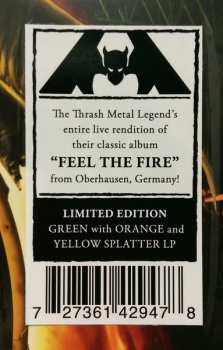 The Thrash Metal Legend's
entire live rendition of
their classic album
"FEEL THE FIRE"
from Oberhausen, Germany!
LIMITED EDITION
GREEN with ORANGE and
YELLOW SPLATTER LP
7 27361 42947 8